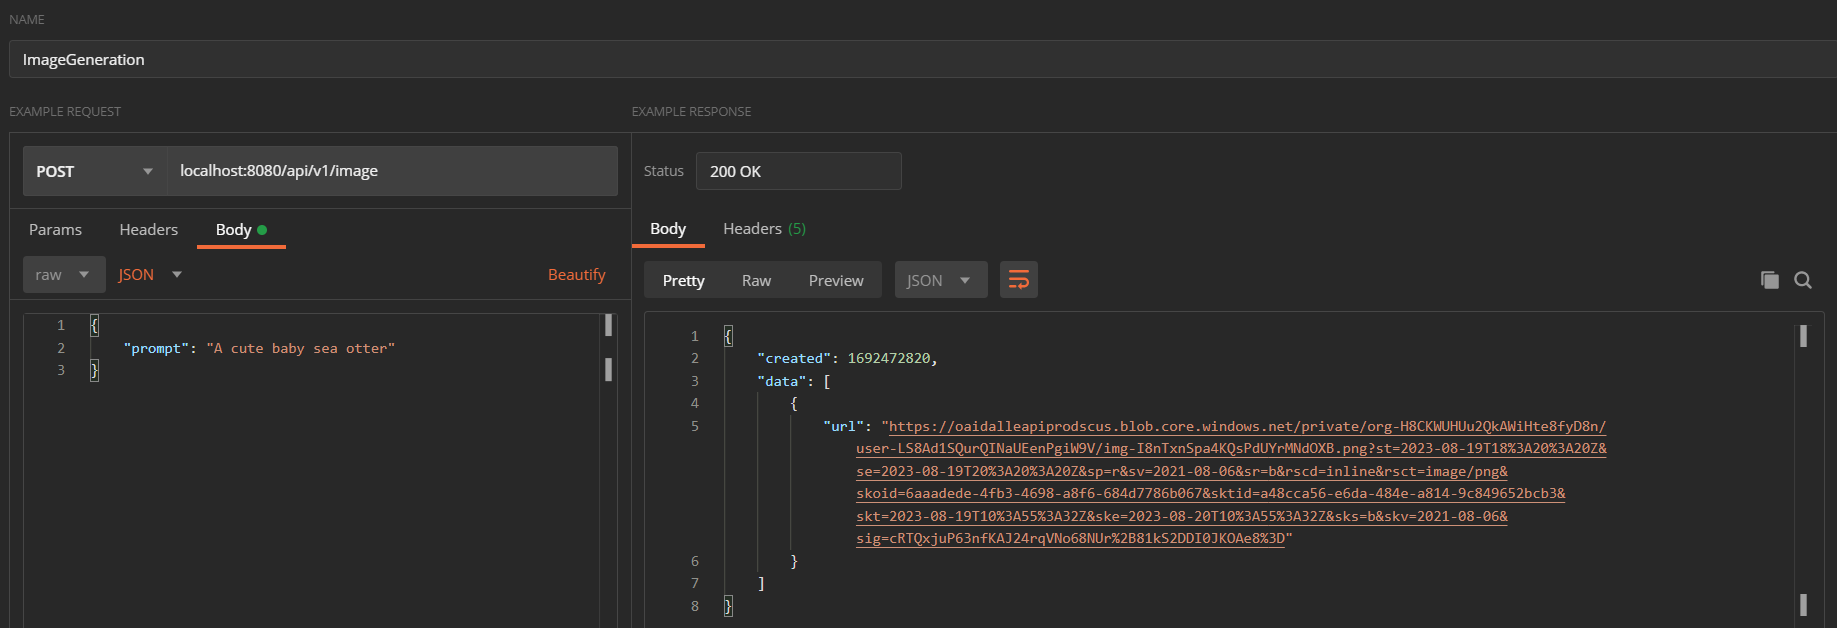 NAME
ImageGeneration
EXAMPLE REQUEST
POST
localhost:8080/api/v1/image
Params
Headers
Body
raw
JSON
Beautify
1 {
2 "prompt": "A cute baby sea otter"
3 }
EXAMPLE RESPONSE
Status
200 OK
Body
Headers (5)
Pretty
Raw
Preview
JSON
1 {
2 "created": 1692472820,
3 "data": [
4 {
5 "url": "https://oaidalleapiprodscus.blob.core.windows.net/private/org-H8CKWUHUu2QkAWiHte8fyD8n/
user-LS8Ad1SQurQINaUEenPgiW9V/img-I8nTxnSpa4KQsPdUYrMNdOXB.png?st=2023-08-19T18%3A20%3A20Z&
se=2023-08-19T20%3A20%3A20Z&sp=r&sv=2021-08-06&sr=b&rscd=inline&rsct=image/png&
skoid=6aaadede-4fb3-4698-a8f6-684d7786b067&sktid=a48cca56-e6da-484e-a814-9c849652bcb3&
skt=2023-08-19T10%3A55%3A32Z&ske=2023-08-20T10%3A55%3A32Z&sks=b&skv=2021-08-06&
sig=cRTQxjuP63nfKAJ24rqVNo68NUr%2B81kS2DDI0JKOAe8%3D"
6 }
7 ]
8 }